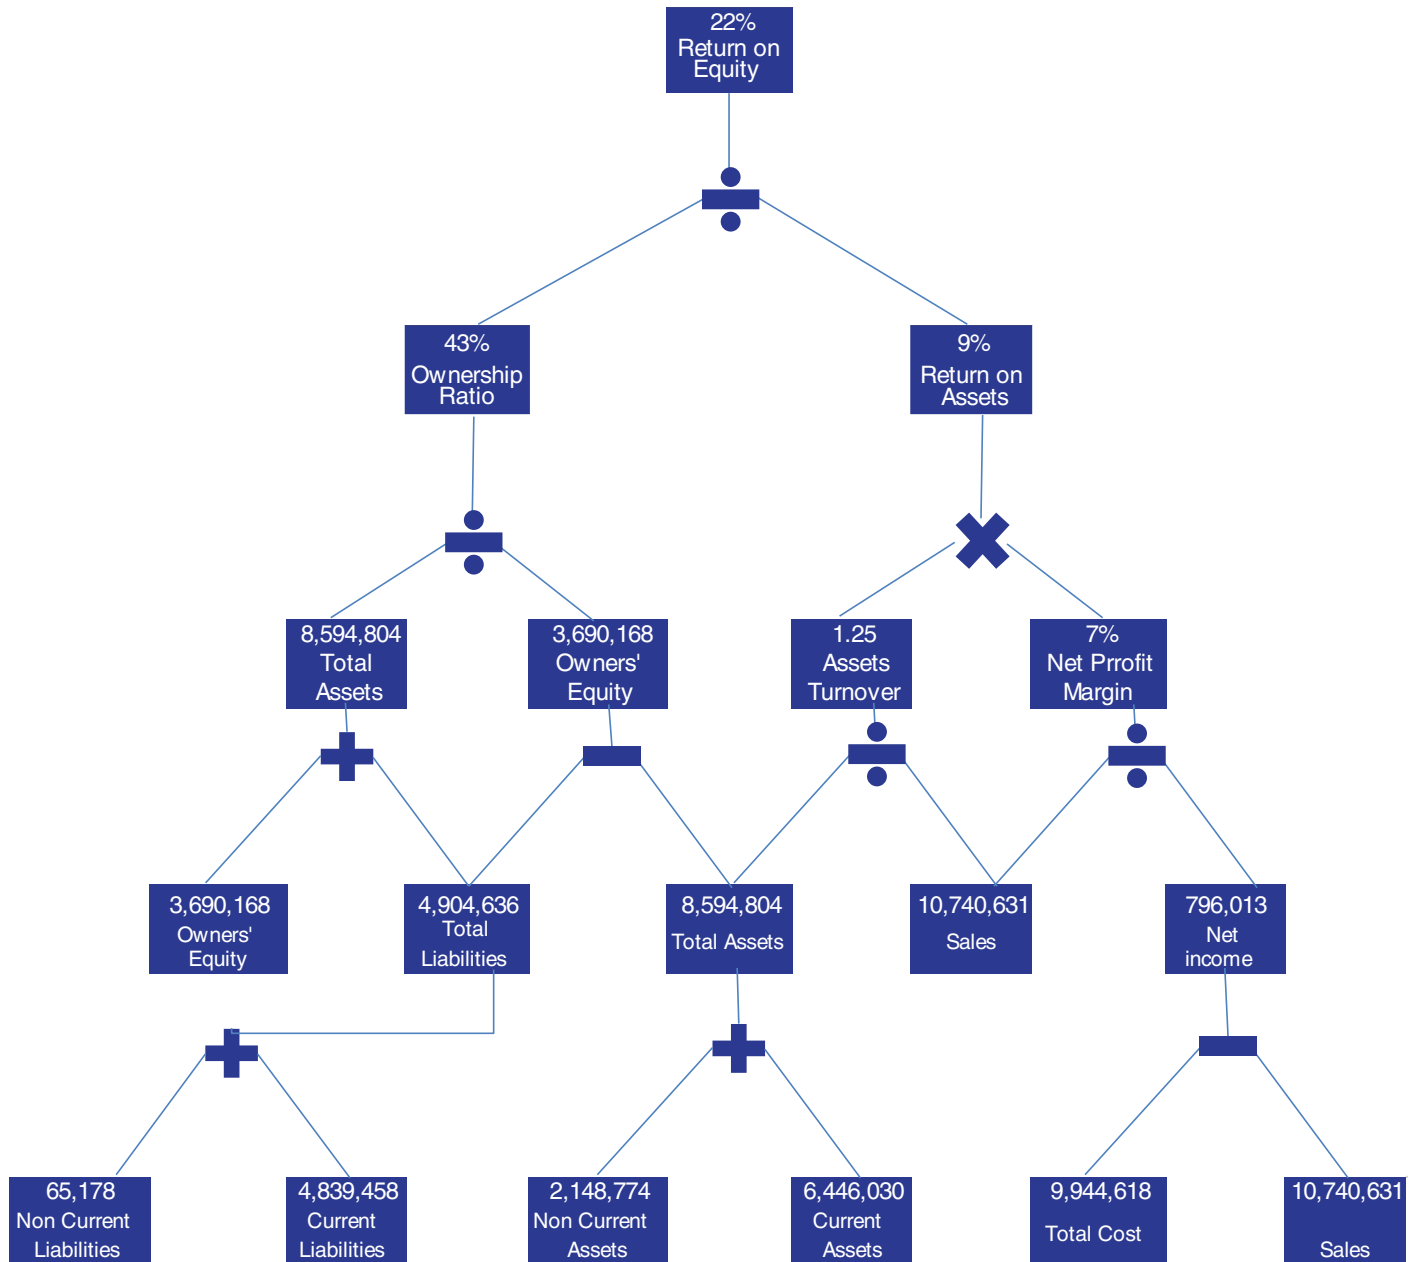 22%
Return on
Equity
43%
Ownership
Ratio
9%
Return on
Assets
8,594,804
Total
Assets
3,690,168
Owners'
Equity
1.25
Assets
Turnover
7%
Net Prrofit
Margin
3,690,168
Owners'
Equity
4,904,636
Total
Liabilities
8,594,804
Total Assets
10,740,631
Sales
796,013
Net
income
65,178
Non Current
Liabilities
4,839,458
Current
Liabilities
2,148,774
Non Current
Assets
6,446,030
Current
Assets
9,944,618
Total Cost
10,740,631
Sales